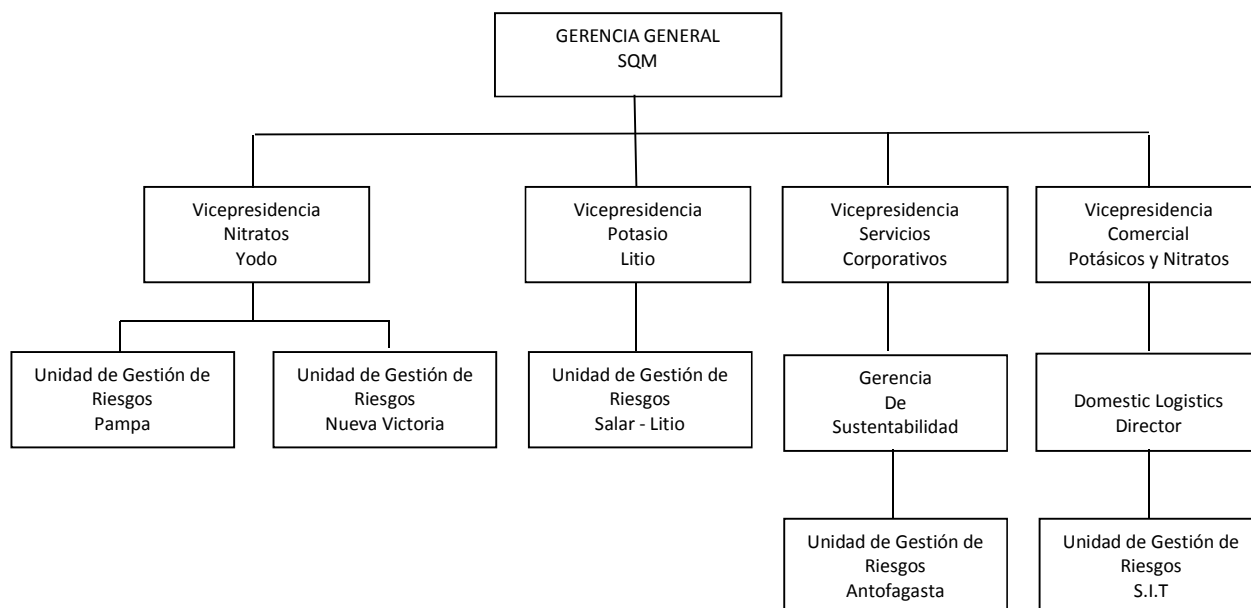 GERENCIA GENERAL
SQM
Vicepresidencia
Nitratos
Yodo
Vicepresidencia
Potasio
Litio
Vicepresidencia
Servicios
Corporativos
Vicepresidencia
Comercial
Potásicos y Nitratos
Unidad de Gestión de
Riesgos
Pampa
Unidad de Gestión de
Riesgos
Nueva Victoria
Unidad de Gestión de
Riesgos
Salar - Litio
Gerencia
De
Sustentabilidad
Domestic Logistics
Director
Unidad de Gestión de
Riesgos
Antofagasta
Unidad de Gestión de
Riesgos
S.I.T